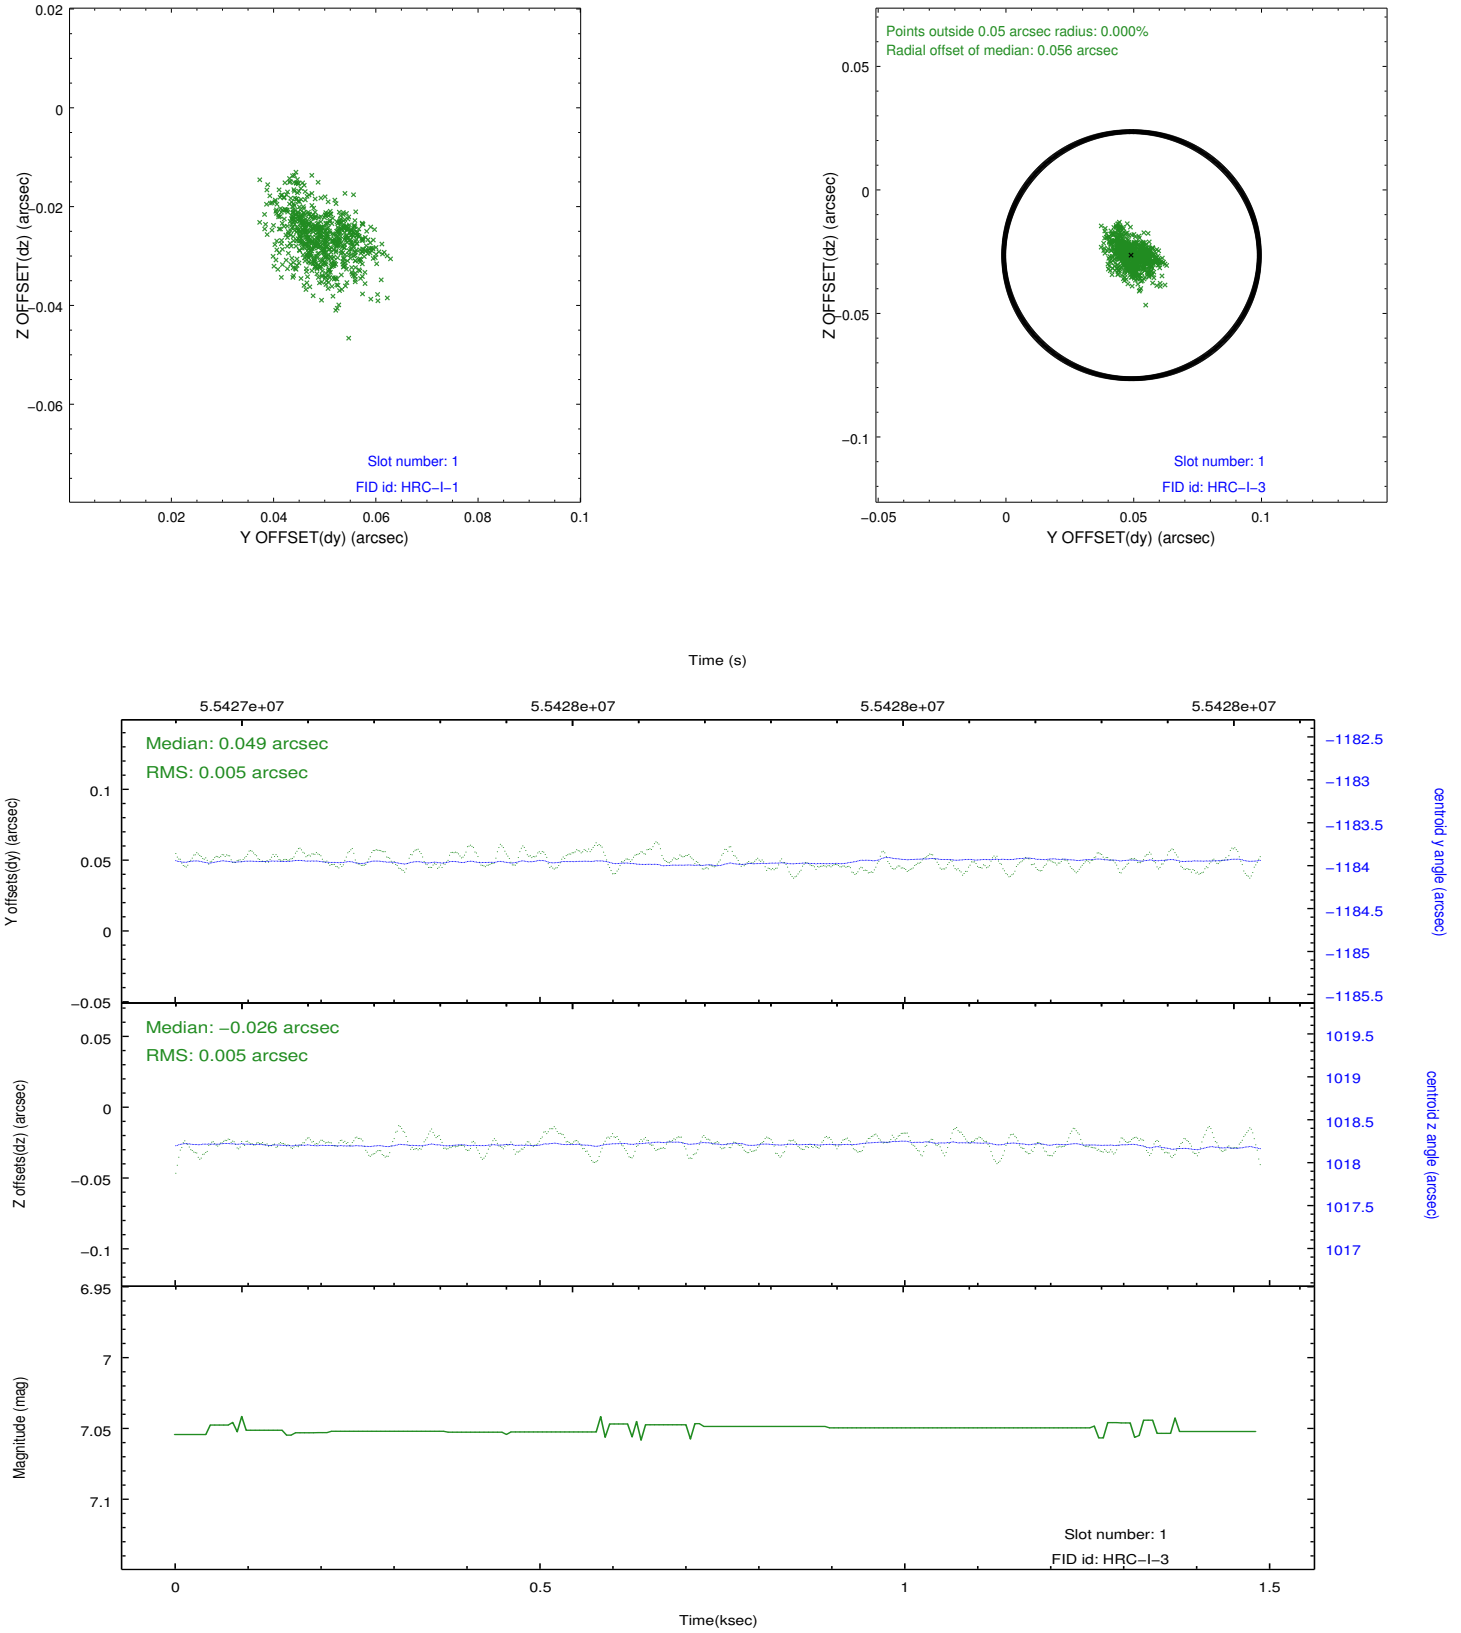 0.02
0
−0.02
−0.04
−0.06
Z OFFSET(dz) (arcsec)
Slot number: 1
FID id: HRC−I−1
0.02 0.04 0.06 0.08 0.1
Y OFFSET(dy) (arcsec)
Points outside 0.05 arcsec radius: 0.000%
Radial offset of median: 0.056 arcsec
0.05
0
−0.05
−0.1
Z OFFSET(dz) (arcsec)
Slot number: 1
FID id: HRC−I−3
−0.05 0 0.05 0.1
Y OFFSET(dy) (arcsec)
Time (s)
5.5427e+07 5.5428e+07 5.5428e+07 5.5428e+07
Median: 0.049 arcsec
RMS: 0.005 arcsec
0.1
0.05
0
−0.05
Y offsets(dy) (arcsec)
−1182.5
−1183
−1183.5
−1184
−1184.5
−1185
−1185.5
centroid y angle (arcsec)
Median: −0.026 arcsec
RMS: 0.005 arcsec
0.05
0
−0.05
−0.1
Z offsets(dz) (arcsec)
1019.5
1019
1018.5
1018
1017.5
1017
centroid z angle (arcsec)
6.95
7
7.05
7.1
Magnitude (mag)
Slot number: 1
FID id: HRC−I−3
0 0.5 1 1.5
Time(ksec)